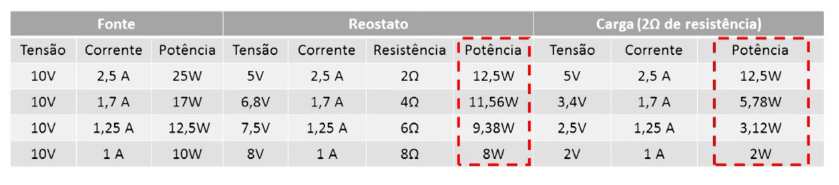 Fonte Reostato Carga (2Ω de resistência)
Tensão Corrente Potência Tensão Corrente Resistência Potência Tensão Corrente Potência
10V 2,5 A 25W 5V 2,5 A 2Ω 12,5W 5V 2,5 A 12,5W
10V 1,7 A 17W 6,8V 1,7 A 4Ω 11,56W 3,4V 1,7 A 5,78W
10V 1,25 A 12,5W 7,5V 1,25 A 6Ω 9,38W 2,5V 1,25 A 3,12W
10V 1 A 10W 8V 1 A 8Ω 8W 2V 1 A 2W